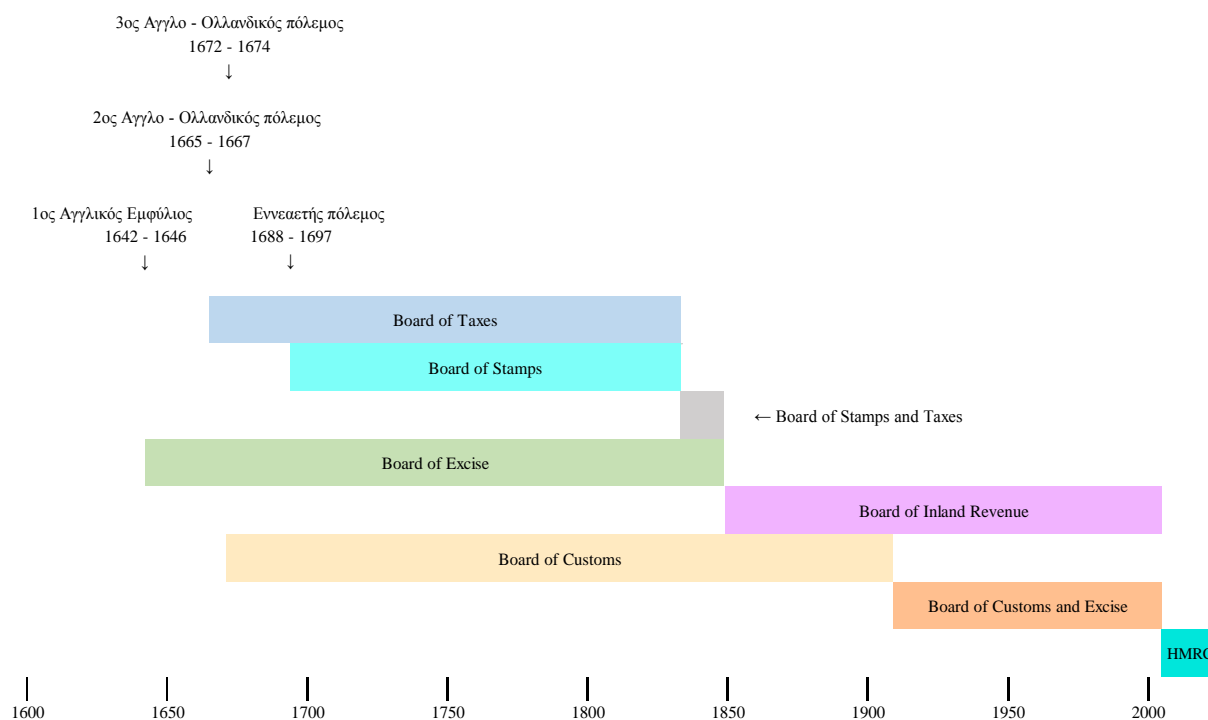 3ος Αγγλο - Ολλανδικός πόλεμος
1672 - 1674
↓
2ος Αγγλο - Ολλανδικός πόλεμος
1665 - 1667
↓
1ος Αγγλικός Εμφύλιος
1642 - 1646
↓
Εννεαετής πόλεμος
1688 - 1697
↓
Board of Taxes
Board of Stamps
← Board of Stamps and Taxes
Board of Excise
Board of Inland Revenue
Board of Customs
Board of Customs and Excise
HMRC
1600 1650 1700 1750 1800 1850 1900 1950 2000